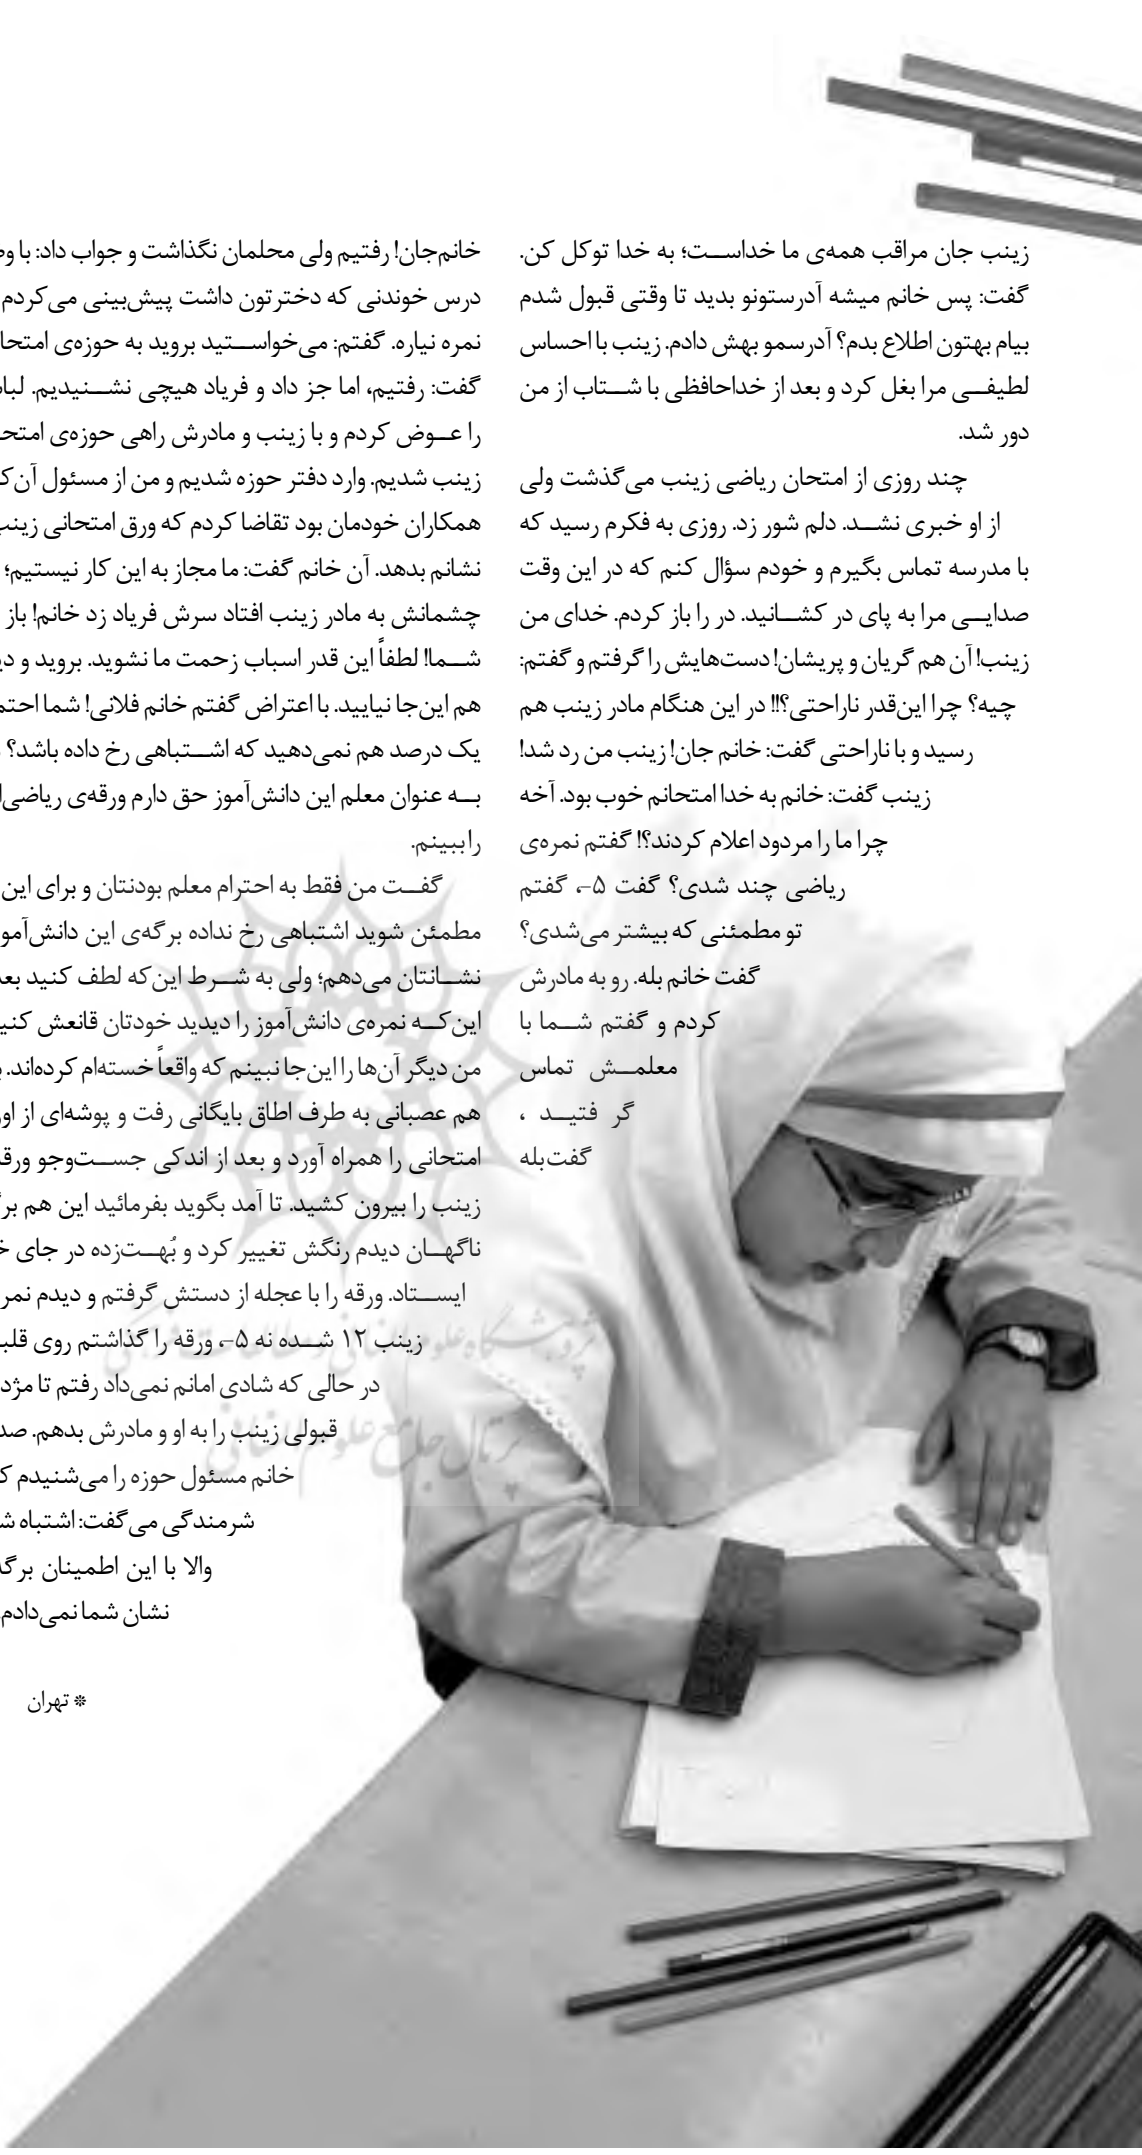 زینب جان مراقب همه‌ی ما خداست؛ به خدا توکل کن.
گفت: پس خانم میشه آدرستونو بدید تا وقتی قبول شدم
بیام بهتون اطلاع بدم؟ آدرسمو بهش دادم. زینب با احساس
لطیفی مرا بغل کرد و بعد از خداحافظی با شتاب از من
دور شد.
چند روزی از امتحان ریاضی زینب می‌گذشت ولی
از او خبری نشد. دلم شور زد. روزی به فکرم رسید که
با مدرسه تماس بگیرم و خودم سؤال کنم که در این وقت
صدایی مرا به پای در کشانید. در را باز کردم. خدای من
زینب! آن هم گریان و پریشان! دست‌هایش را گرفتم و گفتم:
چیه؟ چرا این‌قدر ناراحتی؟!! در این هنگام مادر زینب هم
رسید و با ناراحتی گفت: خانم جان! زینب من رد شد!
زینب گفت: خانم به خدا امتحانم خوب بود. آخه
چرا ما را مردود اعلام کردند؟! گفتم نمره‌ی
ریاضی چند شدی؟ گفت ۵-، گفتم
تو مطمئنی که بیشتر می‌شدی؟
گفت خانم بله. رو به مادرش
کردم و گفتم شما با
معلمش تماس
گر فتید ،
گفت‌بله
خانم‌جان! رفتیم ولی محلمان نگذاشت و جواب داد: با
درس خوندنی که دخترتون داشت پیش‌بینی می‌کردم
نمره نیاره. گفتم: می‌خواستید بروید به حوزه‌ی
گفت: رفتیم، اما جز داد و فریاد هیچی نشنیدیم.
را عوض کردم و با زینب و مادرش راهی حوزه‌ی
زینب شدیم. وارد دفتر حوزه شدیم و من از مسئول آن
همکاران خودمان بود تقاضا کردم که ورق امتحانی
نشانم بدهد. آن خانم گفت: ما مجاز به این کار نیستیم؛
چشمانش به مادر زینب افتاد سرش فریاد زد خانم! باز
شما! لطفاً این قدر اسباب زحمت ما نشوید. بروید و
هم این‌جا نیایید. با اعتراض گفتم خانم فلانی! شما
یک درصد هم نمی‌دهید که اشتباهی رخ داده باشد؟
به عنوان معلم این دانش‌آموز حق دارم ورقه‌ی
را ببینم.
گفت من فقط به احترام معلم بودنتان و برای این
مطمئن شوید اشتباهی رخ نداده برگه‌ی این
نشانتان می‌دهم؛ ولی به شرط این‌که لطف کنید
این‌که نمره‌ی دانش‌آموز را دیدید خودتان قانعش
من دیگر آن‌ها را این‌جا نبینم که واقعاً خسته‌ام کرده‌اند.
هم عصبانی به طرف اطاق بایگانی رفت و پوشه‌ای از
امتحانی را همراه آورد و بعد از اندکی جست‌وجو
زینب را بیرون کشید. تا آمد بگوید بفرمائید این هم
ناگهان دیدم رنگش تغییر کرد و بُهت‌زده در جای
ایستاد. ورقه را با عجله از دستش گرفتم و دیدم
زینب ۱۲ شده نه ۵-، ورقه را گذاشتم روی
در حالی که شادی امانم نمی‌داد رفتم تا
قبولی زینب را به او و مادرش بدهم.
خانم مسئول حوزه را می‌شنیدم
شرمندگی می‌گفت: اشتباه
والا با این اطمینان
نشان شما نمی‌دادم
* تهران
پژوهشگاه علوم انسانی و مطالعات فرهنگی
پرتال جامع علوم انسانی